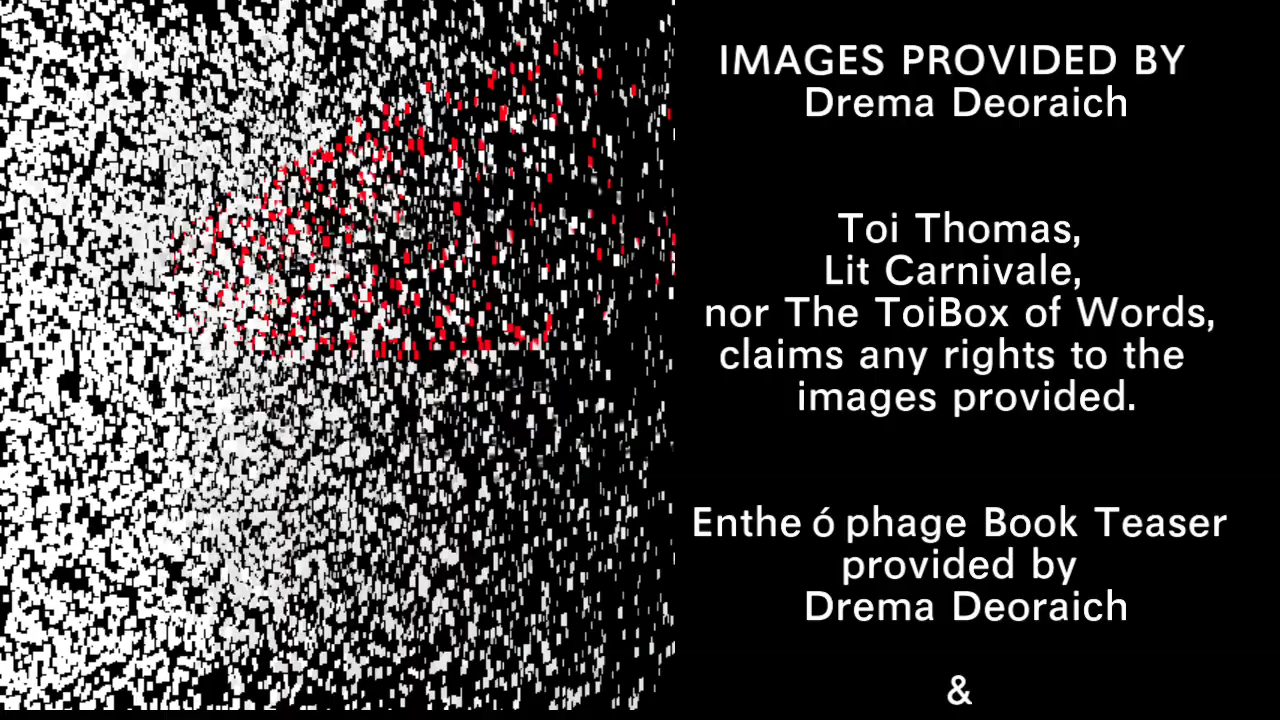 IMAGES PROVIDED BY
Drema Deoraich
Toi Thomas,
Lit Carnivale,
nor The ToiBox of Words,
claims any rights to the
images provided.
Enthe ó phage Book Teaser
provided by
Drema Deoraich
&